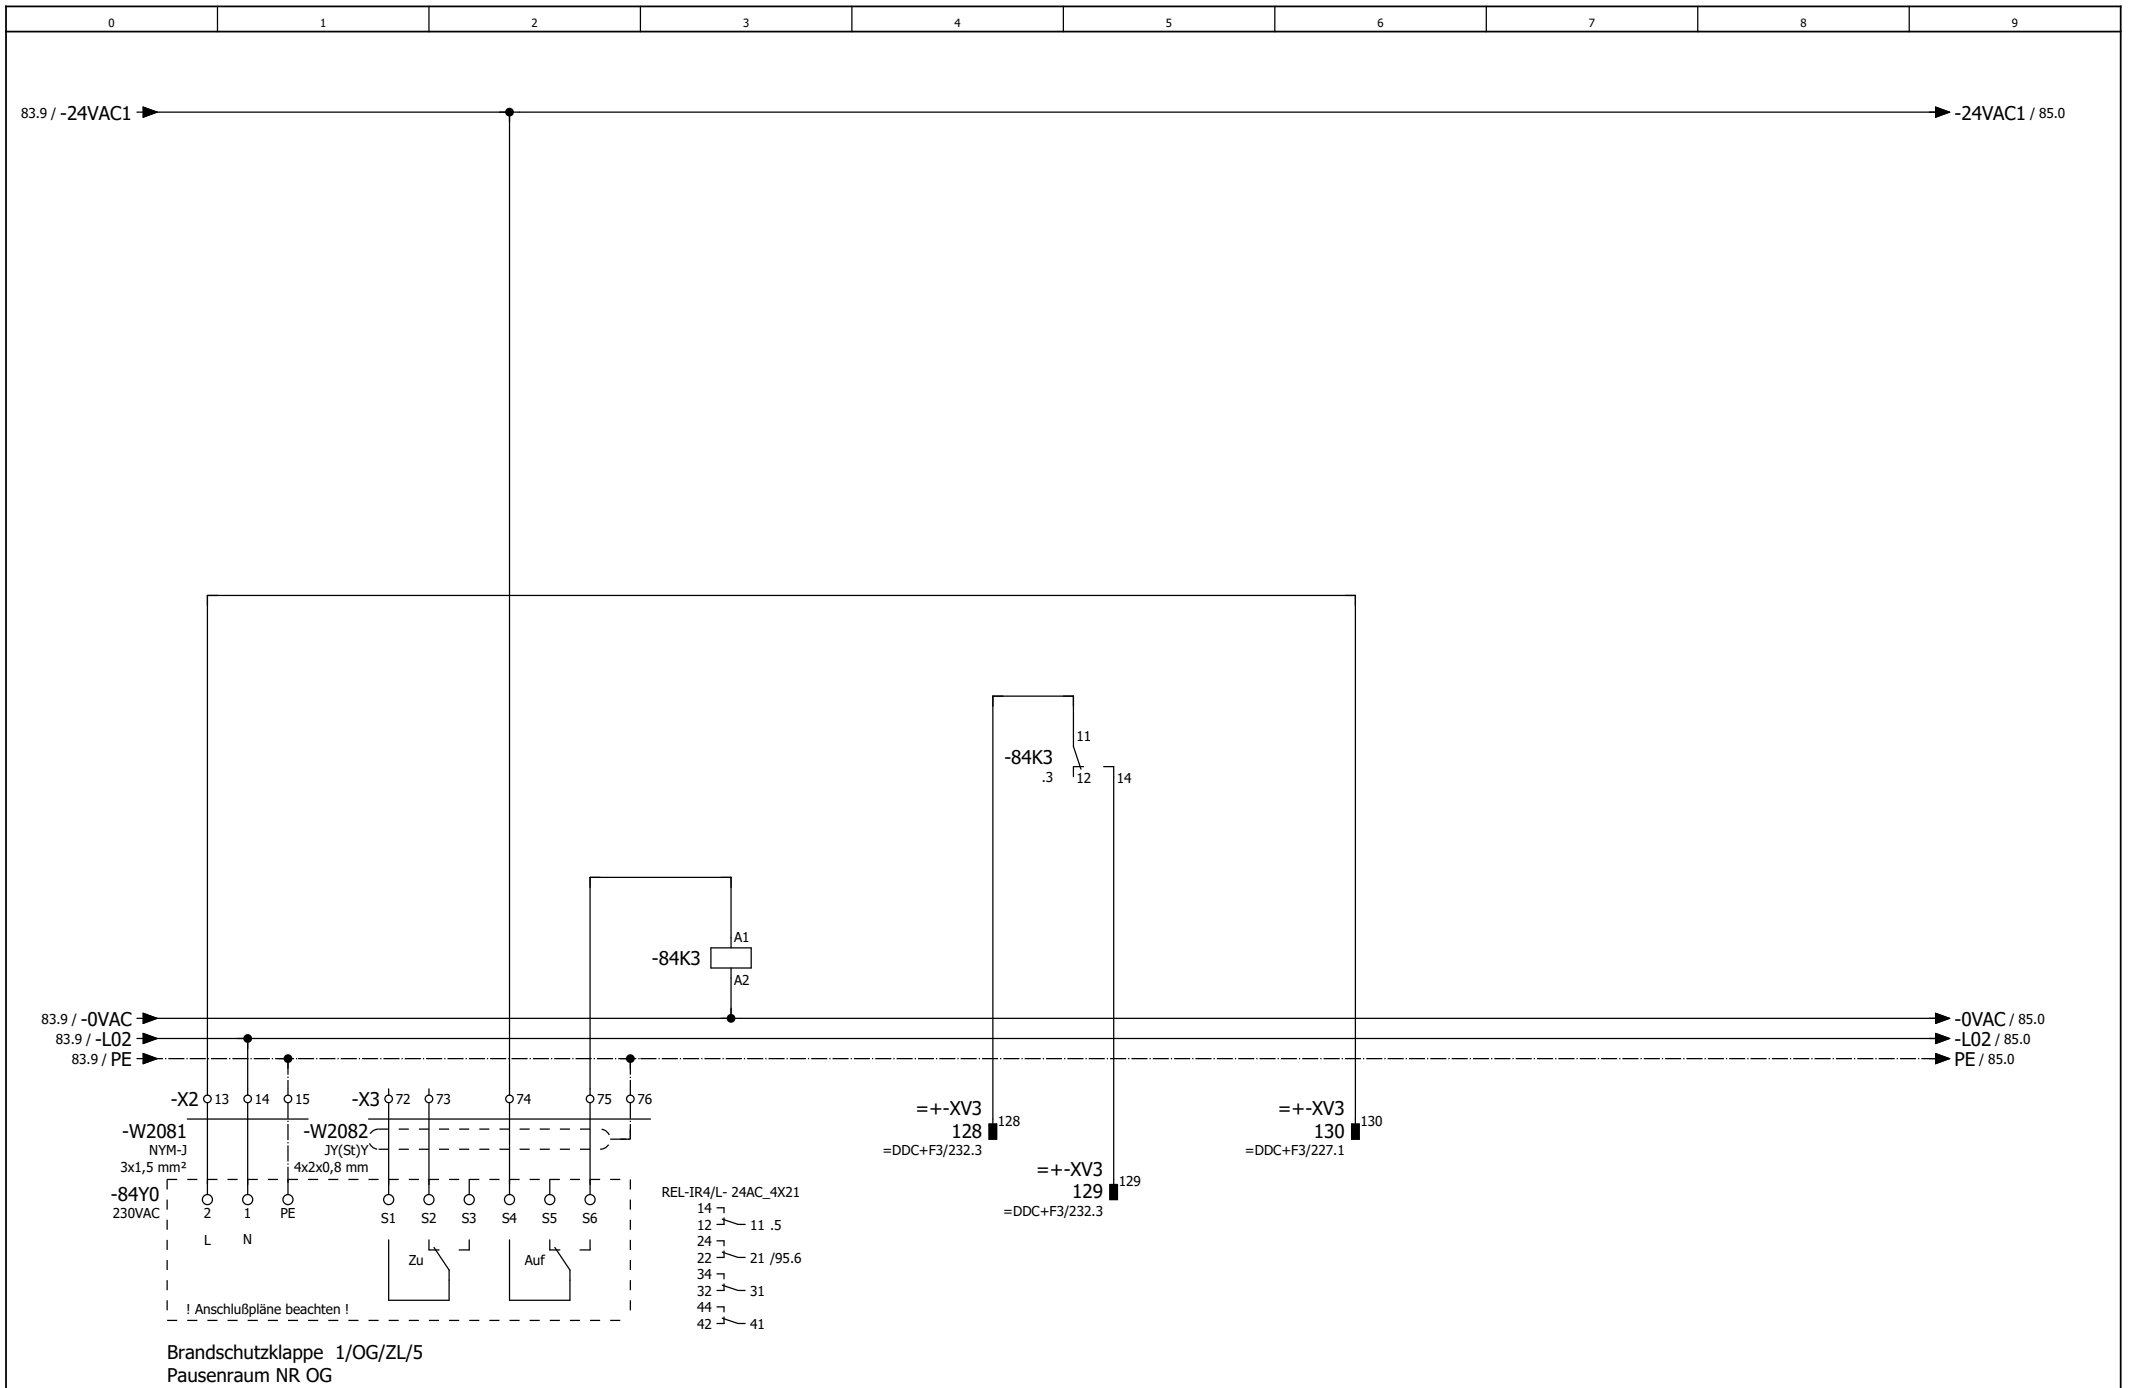 0 1 2 3 4 5 6 7 8 9
83.9 / -24VAC1
-24VAC1 / 85.0
11
-84K3
.3
12
14
A1
-84K3
A2
83.9 / -0VAC
-0VAC / 85.0
83.9 / -L02
-L02 / 85.0
83.9 / PE
PE / 85.0
-X2 13 14 15
-X3 72 73 74 75 76
-W2081
NYM-J
3x1,5 mm²
-W2082
JY(St)Y
4x2x0,8 mm
=+-XV3
128 128
=DDC+F3/232.3
=+-XV3
129 129
=DDC+F3/232.3
=+-XV3
130 130
=DDC+F3/227.1
-84Y0
230VAC
2 1 PE S1 S2 S3 S4 S5 S6
L N
Zu
Auf
! Anschlußpläne beachten !
REL-IR4/L- 24AC_4X21
14
12 11 .5
24
22 21 /95.6
34
32 31
44
42 41
Brandschutzklappe 1/OG/ZL/5
Pausenraum NR OG